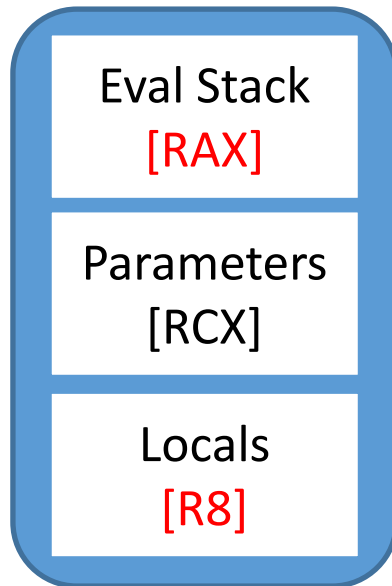 Eval Stack
[RAX]
Parameters
[RCX]
Locals
[R8]